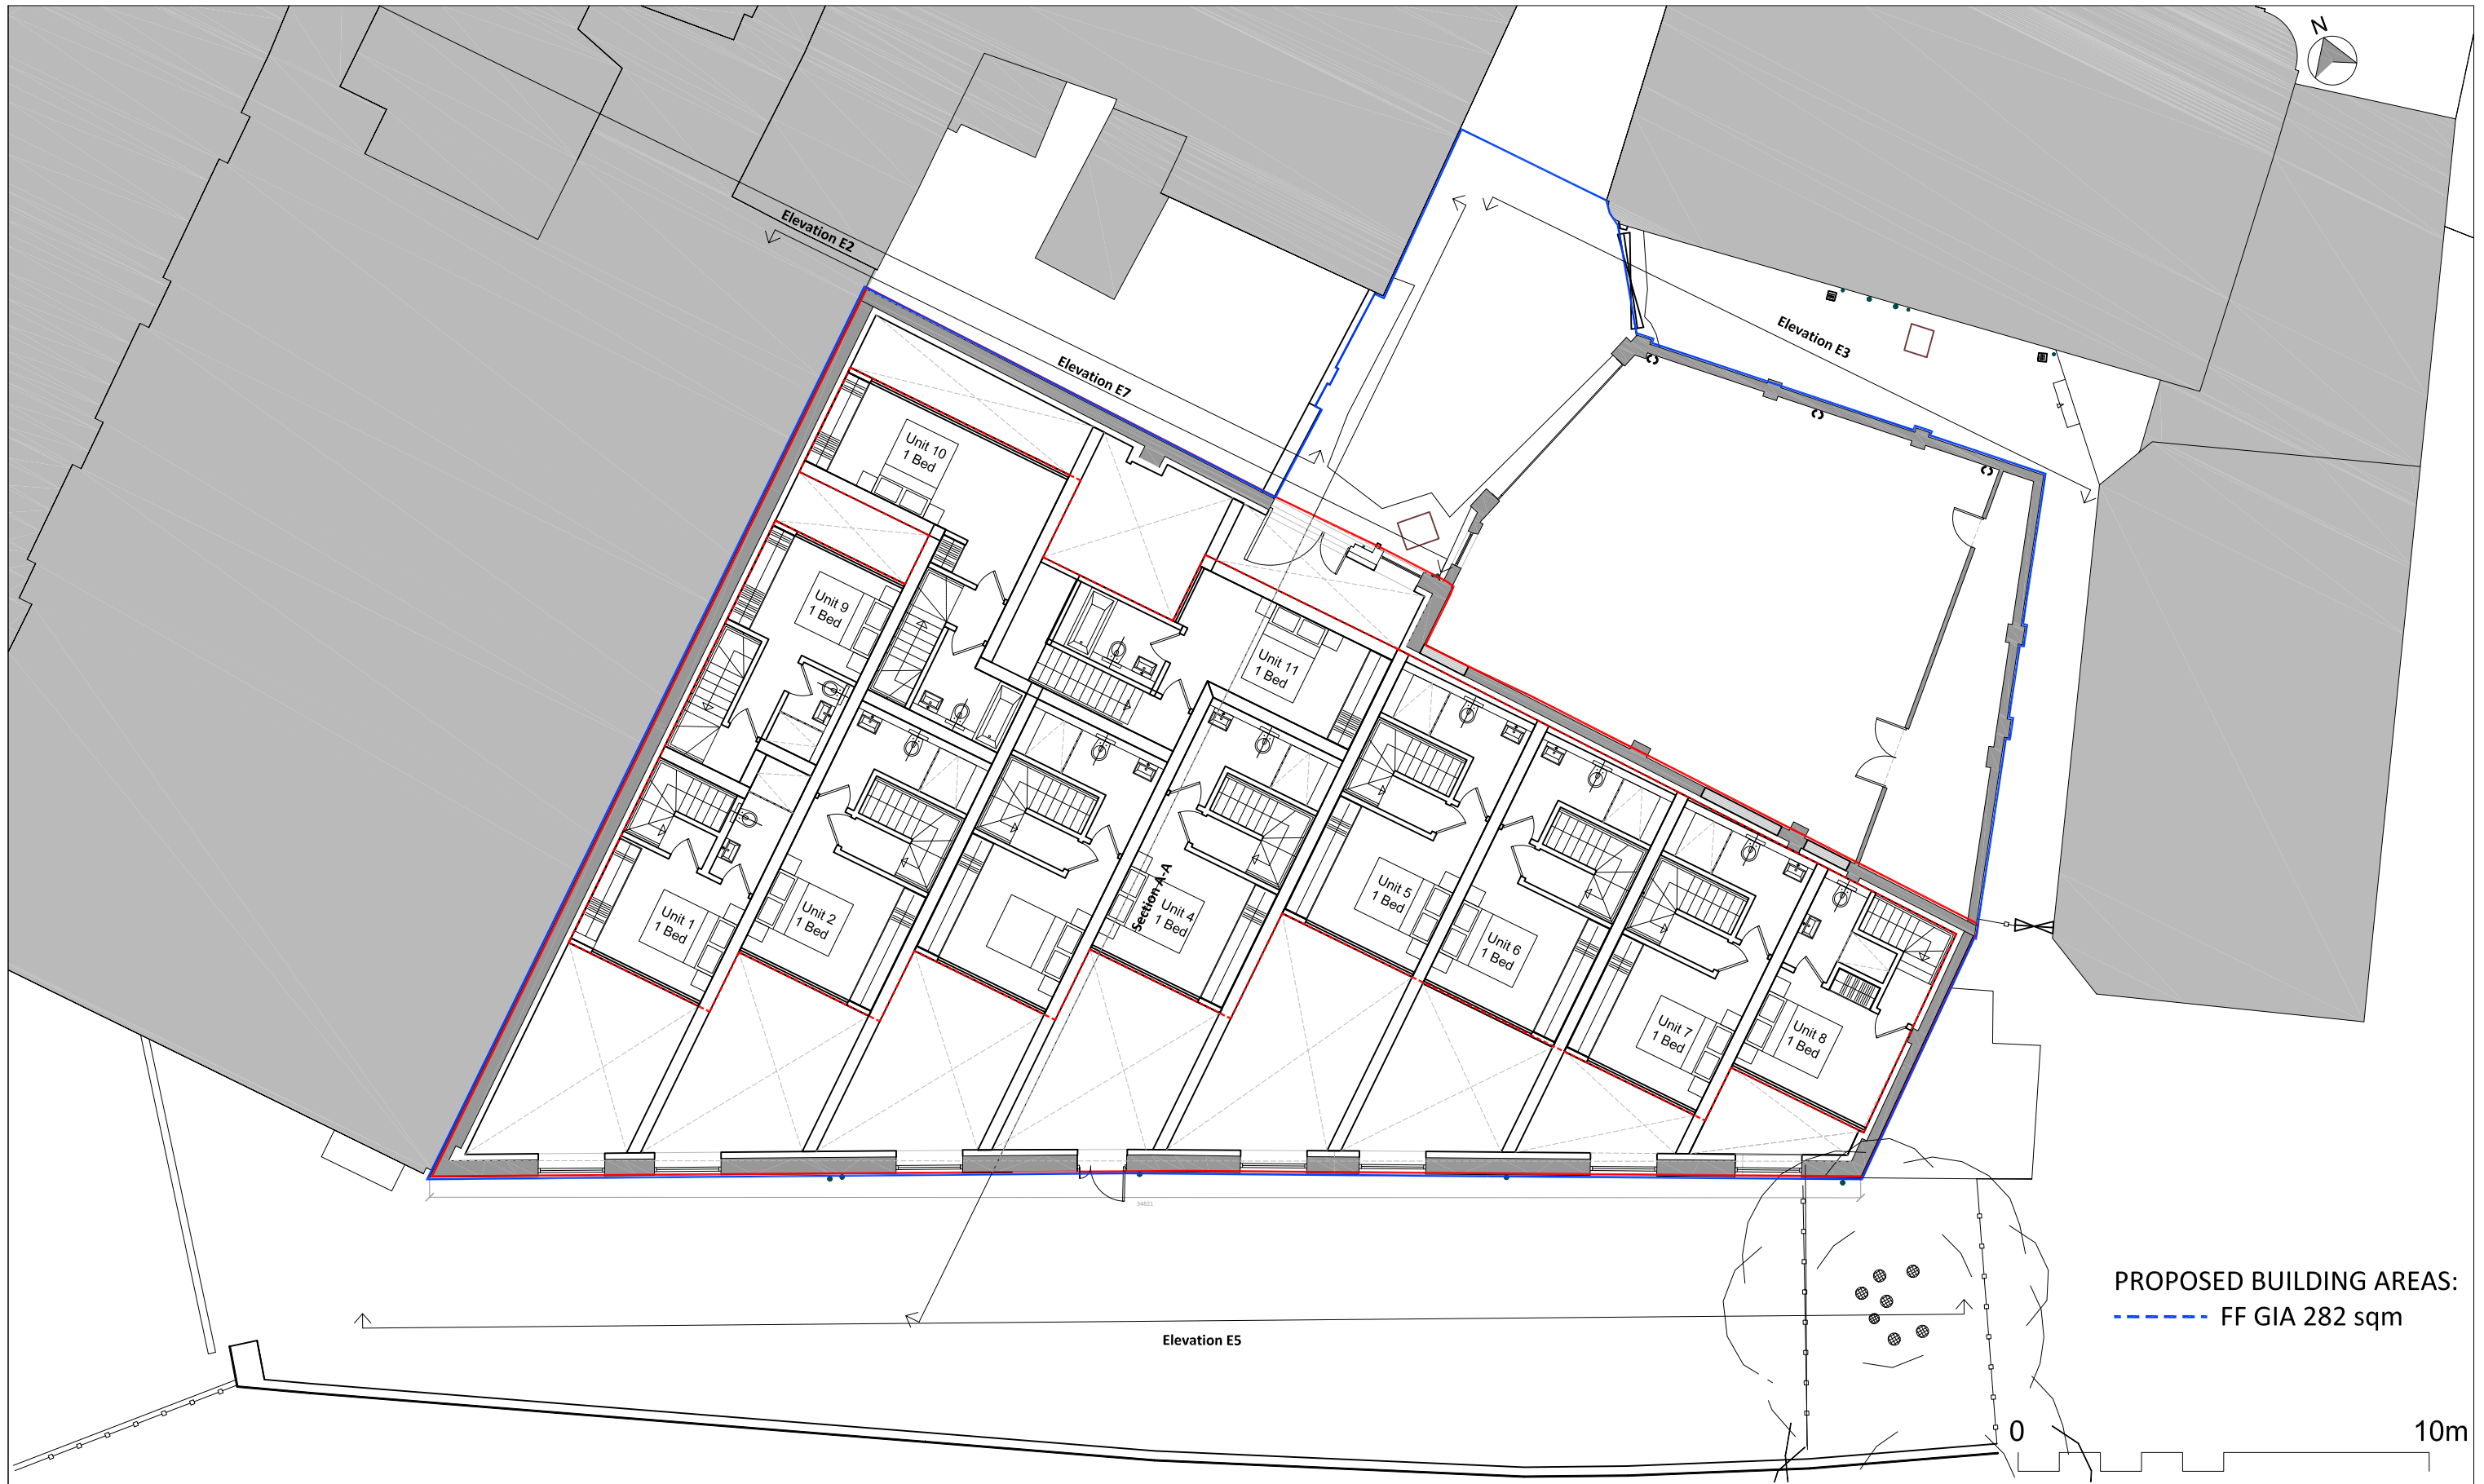 N
Elevation E2
Elevation E3
Elevation E7
Unit 10
1 Bed
Unit 9
1 Bed
Unit 11
1 Bed
Unit 1
1 Bed
Unit 2
1 Bed
Section A-A
Unit 4
1 Bed
Unit 5
1 Bed
Unit 6
1 Bed
Unit 7
1 Bed
Unit 8
1 Bed
34821
Elevation E5
PROPOSED BUILDING AREAS:
FF GIA 282 sqm
0
10m